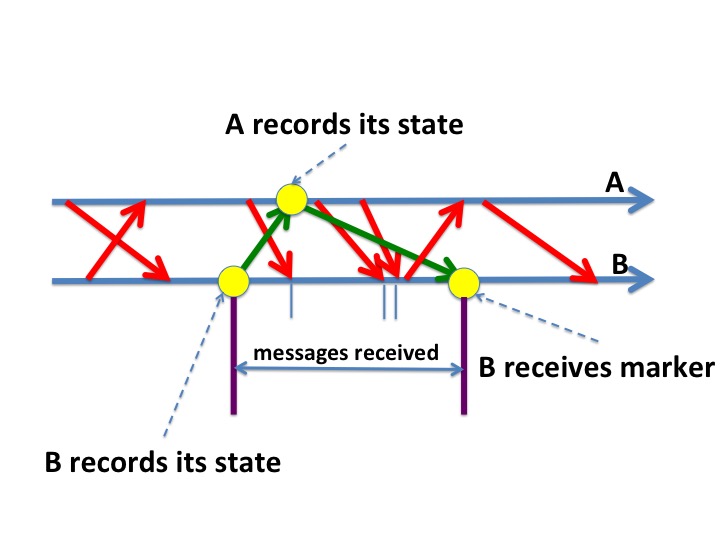 A records its state
A
B
messages received
B receives marker
B records its state